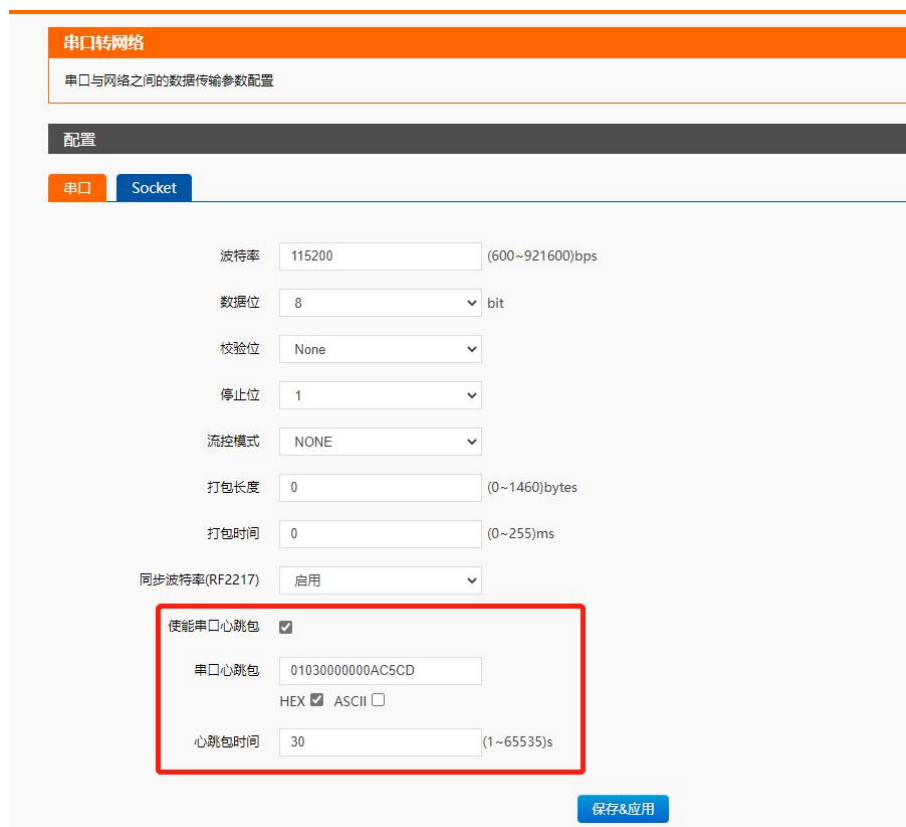 串口转网络
串口与网络之间的数据传输参数配置
配置
串口 Socket
波特率 115200 (600~921600)bps
数据位 8 bit
校验位 None
停止位 1
流控模式 NONE
打包长度 0 (0~1460)bytes
打包时间 0 (0~255)ms
同步波特率(RF2217) 启用
使能串口心跳包
串口心跳包 01030000000AC5CD
HEX ASCII
心跳包时间 30 (1~65535)s
保存&应用